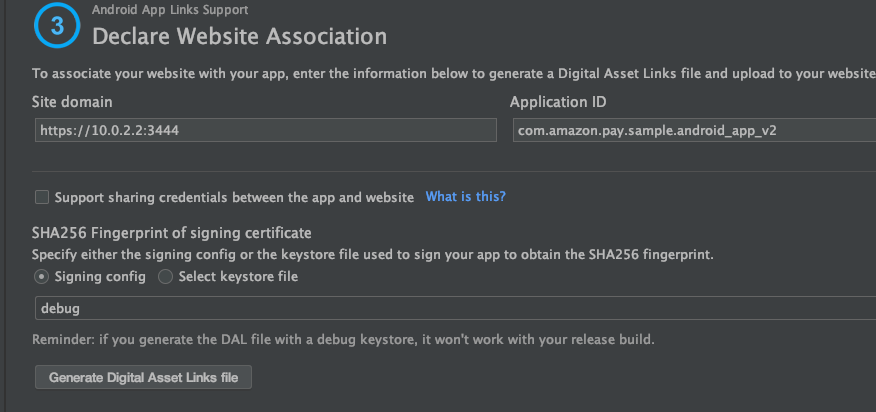 3
Android App Links Support
Declare Website Association
To associate your website with your app, enter the information below to generate a Digital Asset Links file and upload to your website
Site domain
Application ID
https://10.0.2.2:3444
com.amazon.pay.sample.android_app_v2
Support sharing credentials between the app and website What is this?
SHA256 Fingerprint of signing certificate
Specify either the signing config or the keystore file used to sign your app to obtain the SHA256 fingerprint.
Signing config Select keystore file
debug
Reminder: if you generate the DAL file with a debug keystore, it won't work with your release build.
Generate Digital Asset Links file